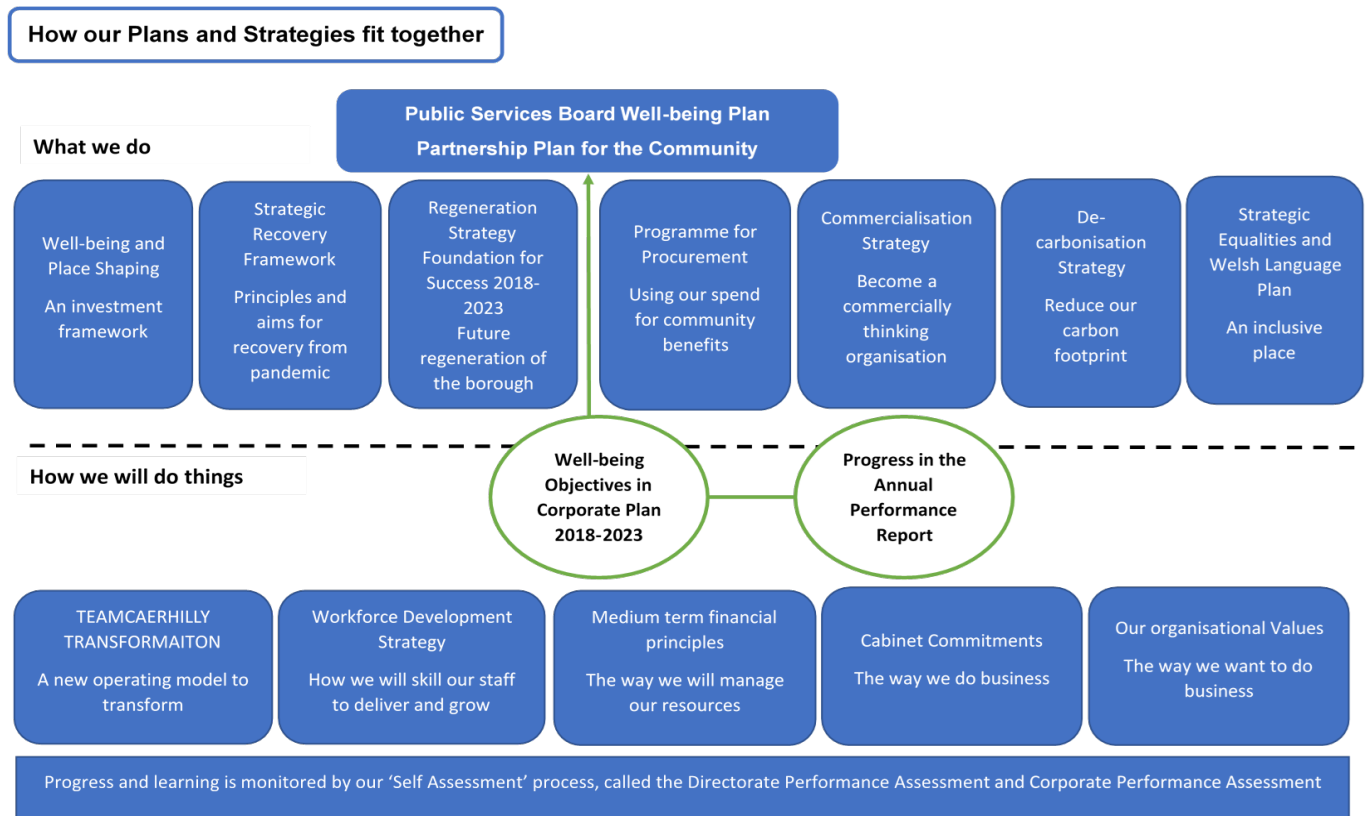 How our Plans and Strategies fit together
Public Services Board Well-being Plan
Partnership Plan for the Community
What we do
Well-being and
Place Shaping
An investment
framework
Strategic
Recovery
Framework
Principles and
aims for
recovery from
pandemic
Regeneration
Strategy
Foundation for
Success 2018-
2023
Future
regeneration of
the borough
Programme for
Procurement
Using our spend
for community
benefits
Commercialisation
Strategy
Become a
commercially
thinking
organisation
De-
carbonisation
Strategy
Reduce our
carbon
footprint
Strategic
Equalities and
Welsh Language
Plan
An inclusive
place
How we will do things
Well-being
Objectives in
Corporate Plan
2018-2023
Progress in the
Annual
Performance
Report
TEAMCAERHILLY
TRANSFORMAITON
A new operating model to
transform
Workforce Development
Strategy
How we will skill our staff
to deliver and grow
Medium term financial
principles
The way we will manage
our resources
Cabinet Commitments
The way we do business
Our organisational Values
The way we want to do
business
Progress and learning is monitored by our ‘Self Assessment’ process, called the Directorate Performance Assessment and Corporate Performance Assessment